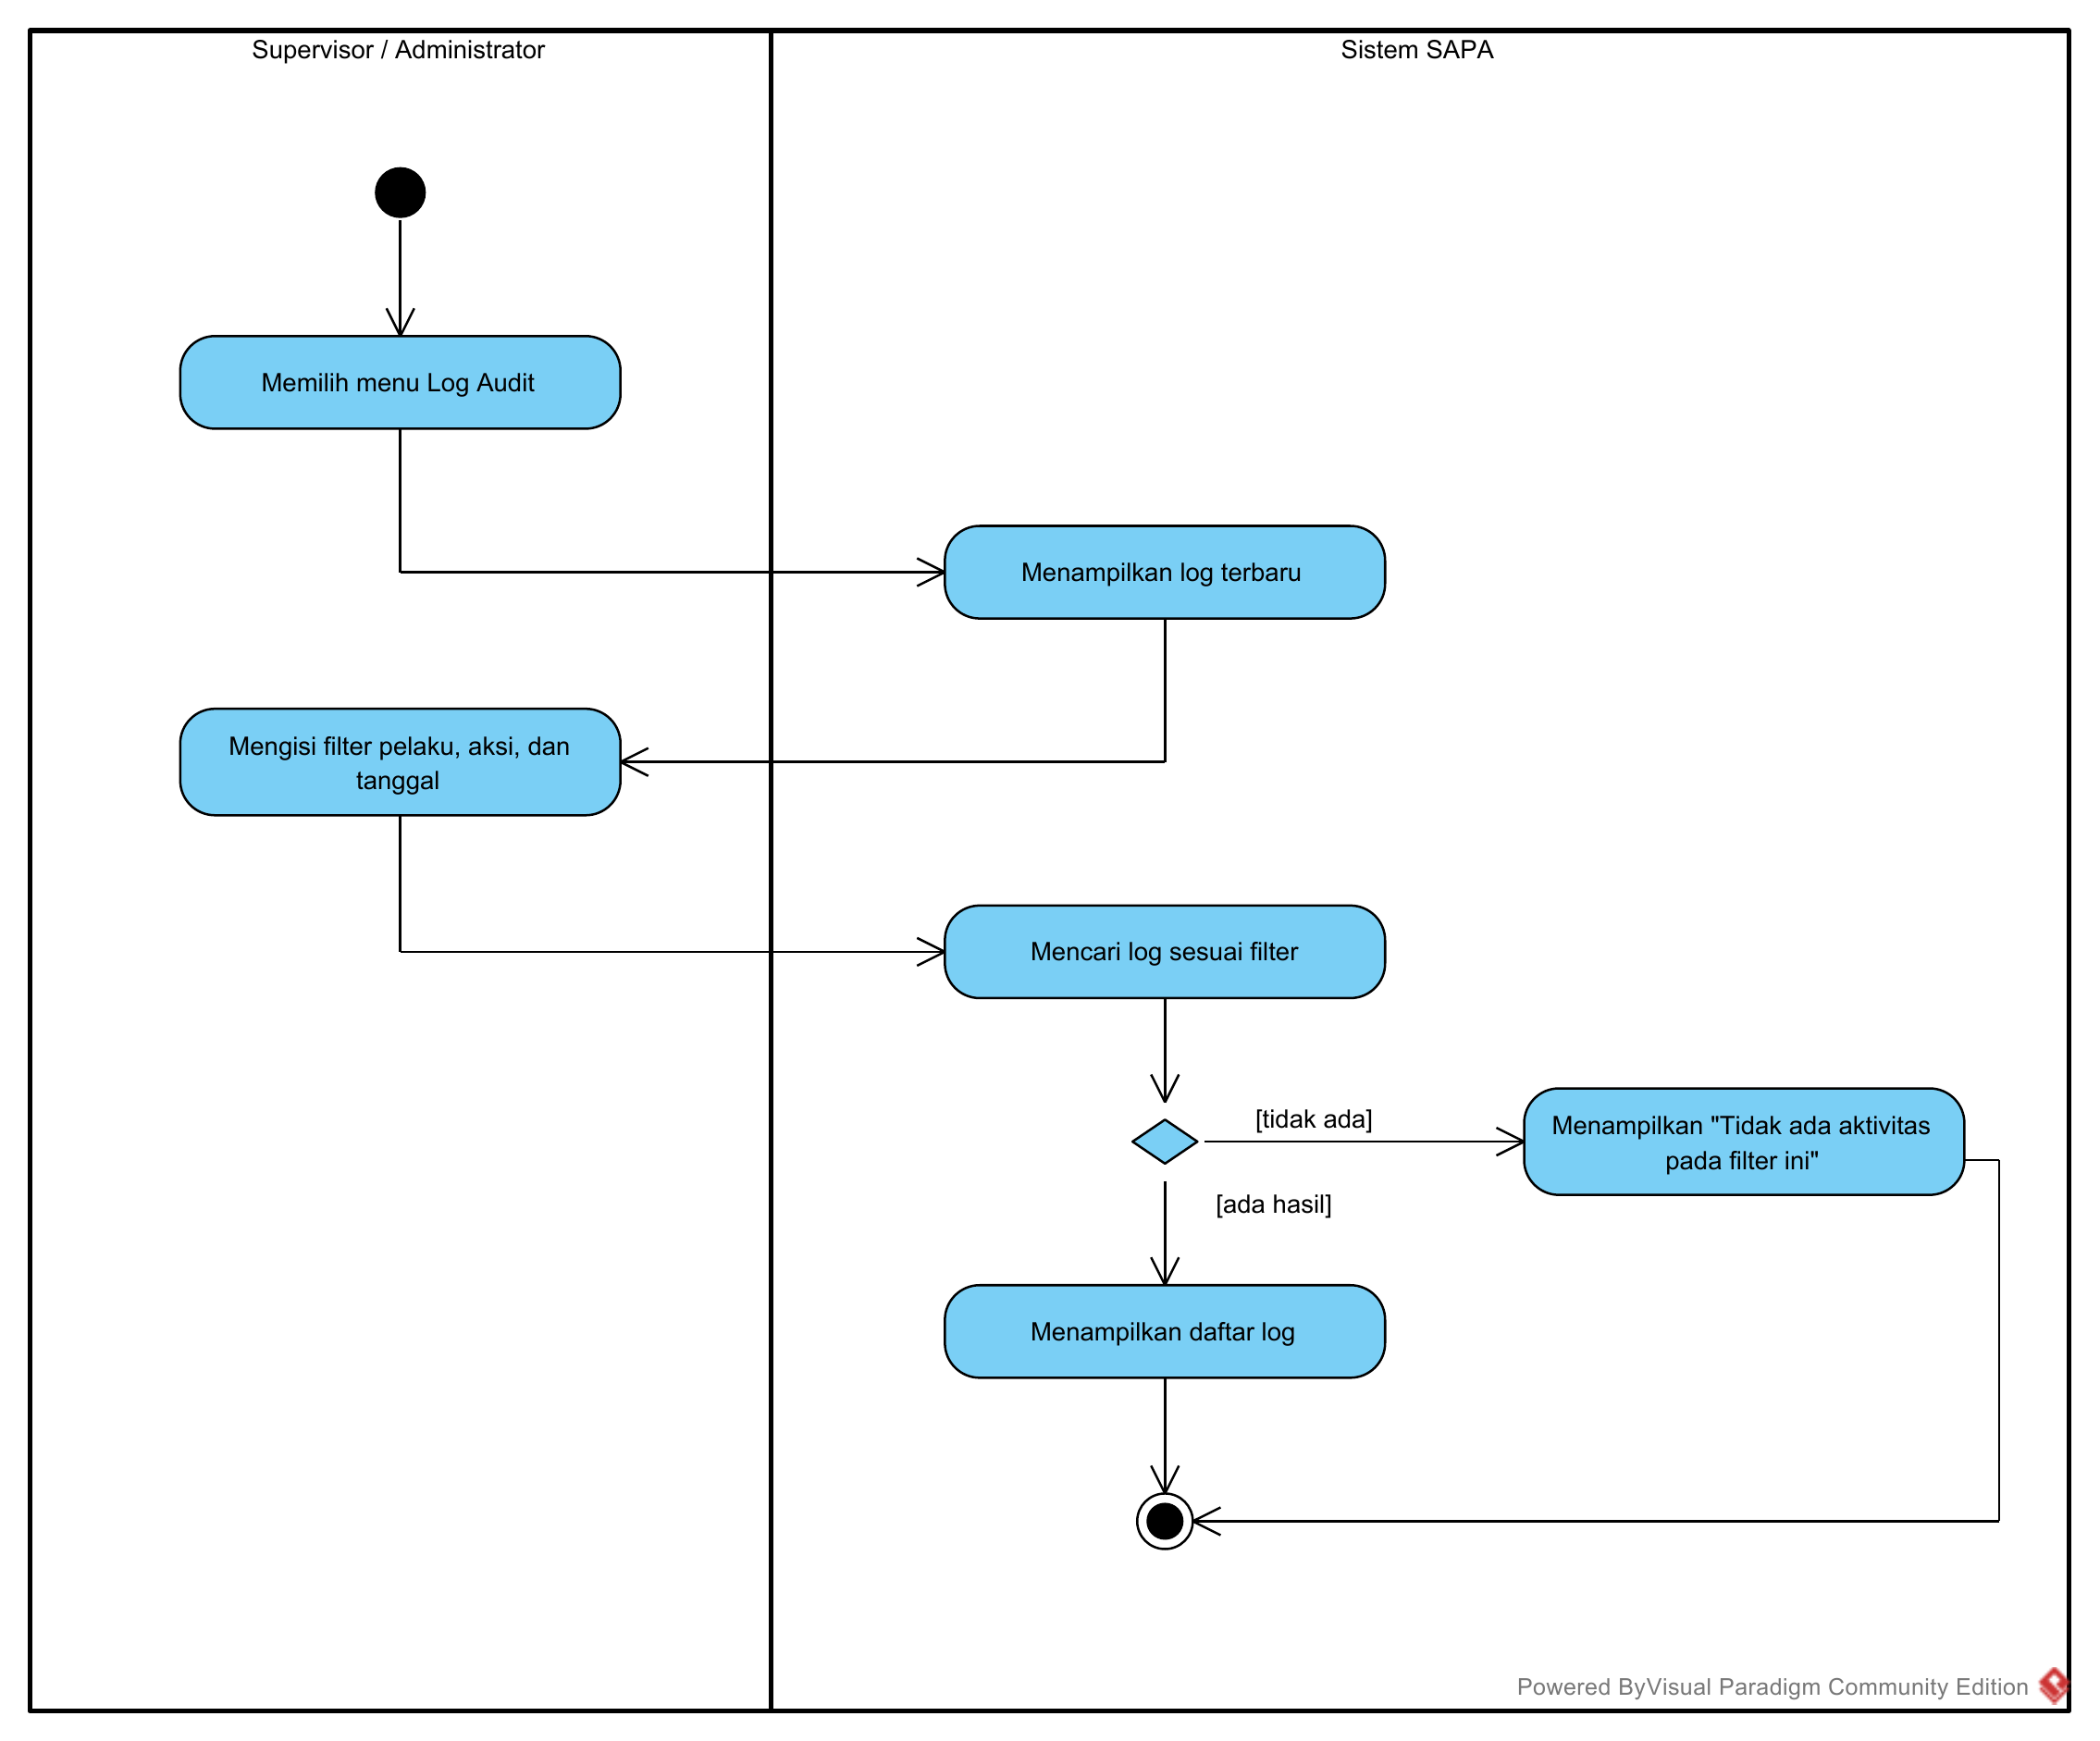 Supervisor / Administrator
Sistem SAPA
Memilih menu Log Audit
Menampilkan log terbaru
Mengisi filter pelaku, aksi, dan
tanggal
Mencari log sesuai filter
[tidak ada]
Menampilkan "Tidak ada aktivitas
pada filter ini"
[ada hasil]
Menampilkan daftar log
Powered ByVisual Paradigm Community Edition